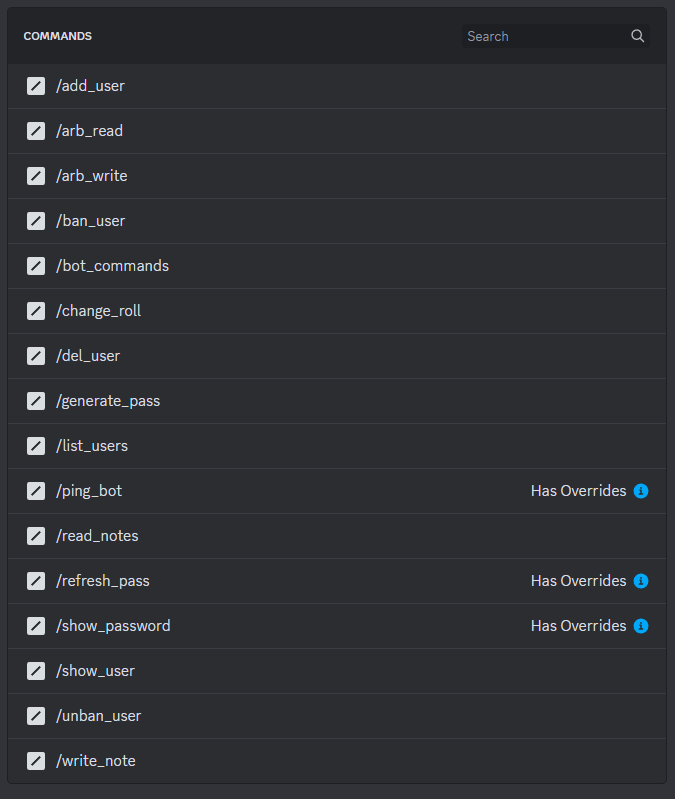 COMMANDS
Search
/add_user
/arb_read
/arb_write
/ban_user
/bot_commands
/change_roll
/del_user
/generate_pass
/list_users
/ping_bot Has Overrides
/read_notes
/refresh_pass Has Overrides
/show_password Has Overrides
/show_user
/unban_user
/write_note